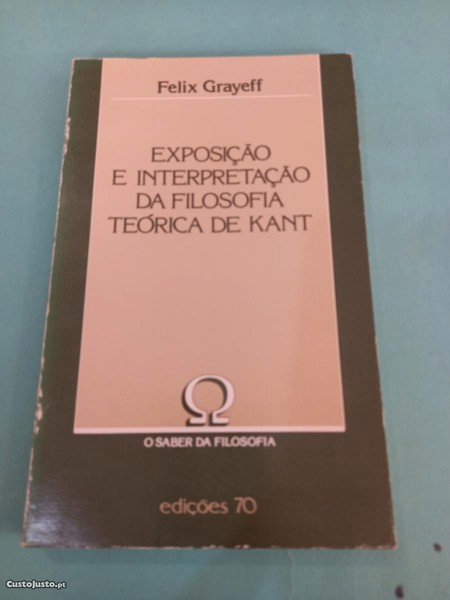 Felix Grayeff
EXPOSIÇÃO
E INTERPRETAÇÃO
DA FILOSOFIA
TEÓRICA DE KANT
Ω
O SABER DA FILOSOFIA
edições 70
CustoJusto.pt